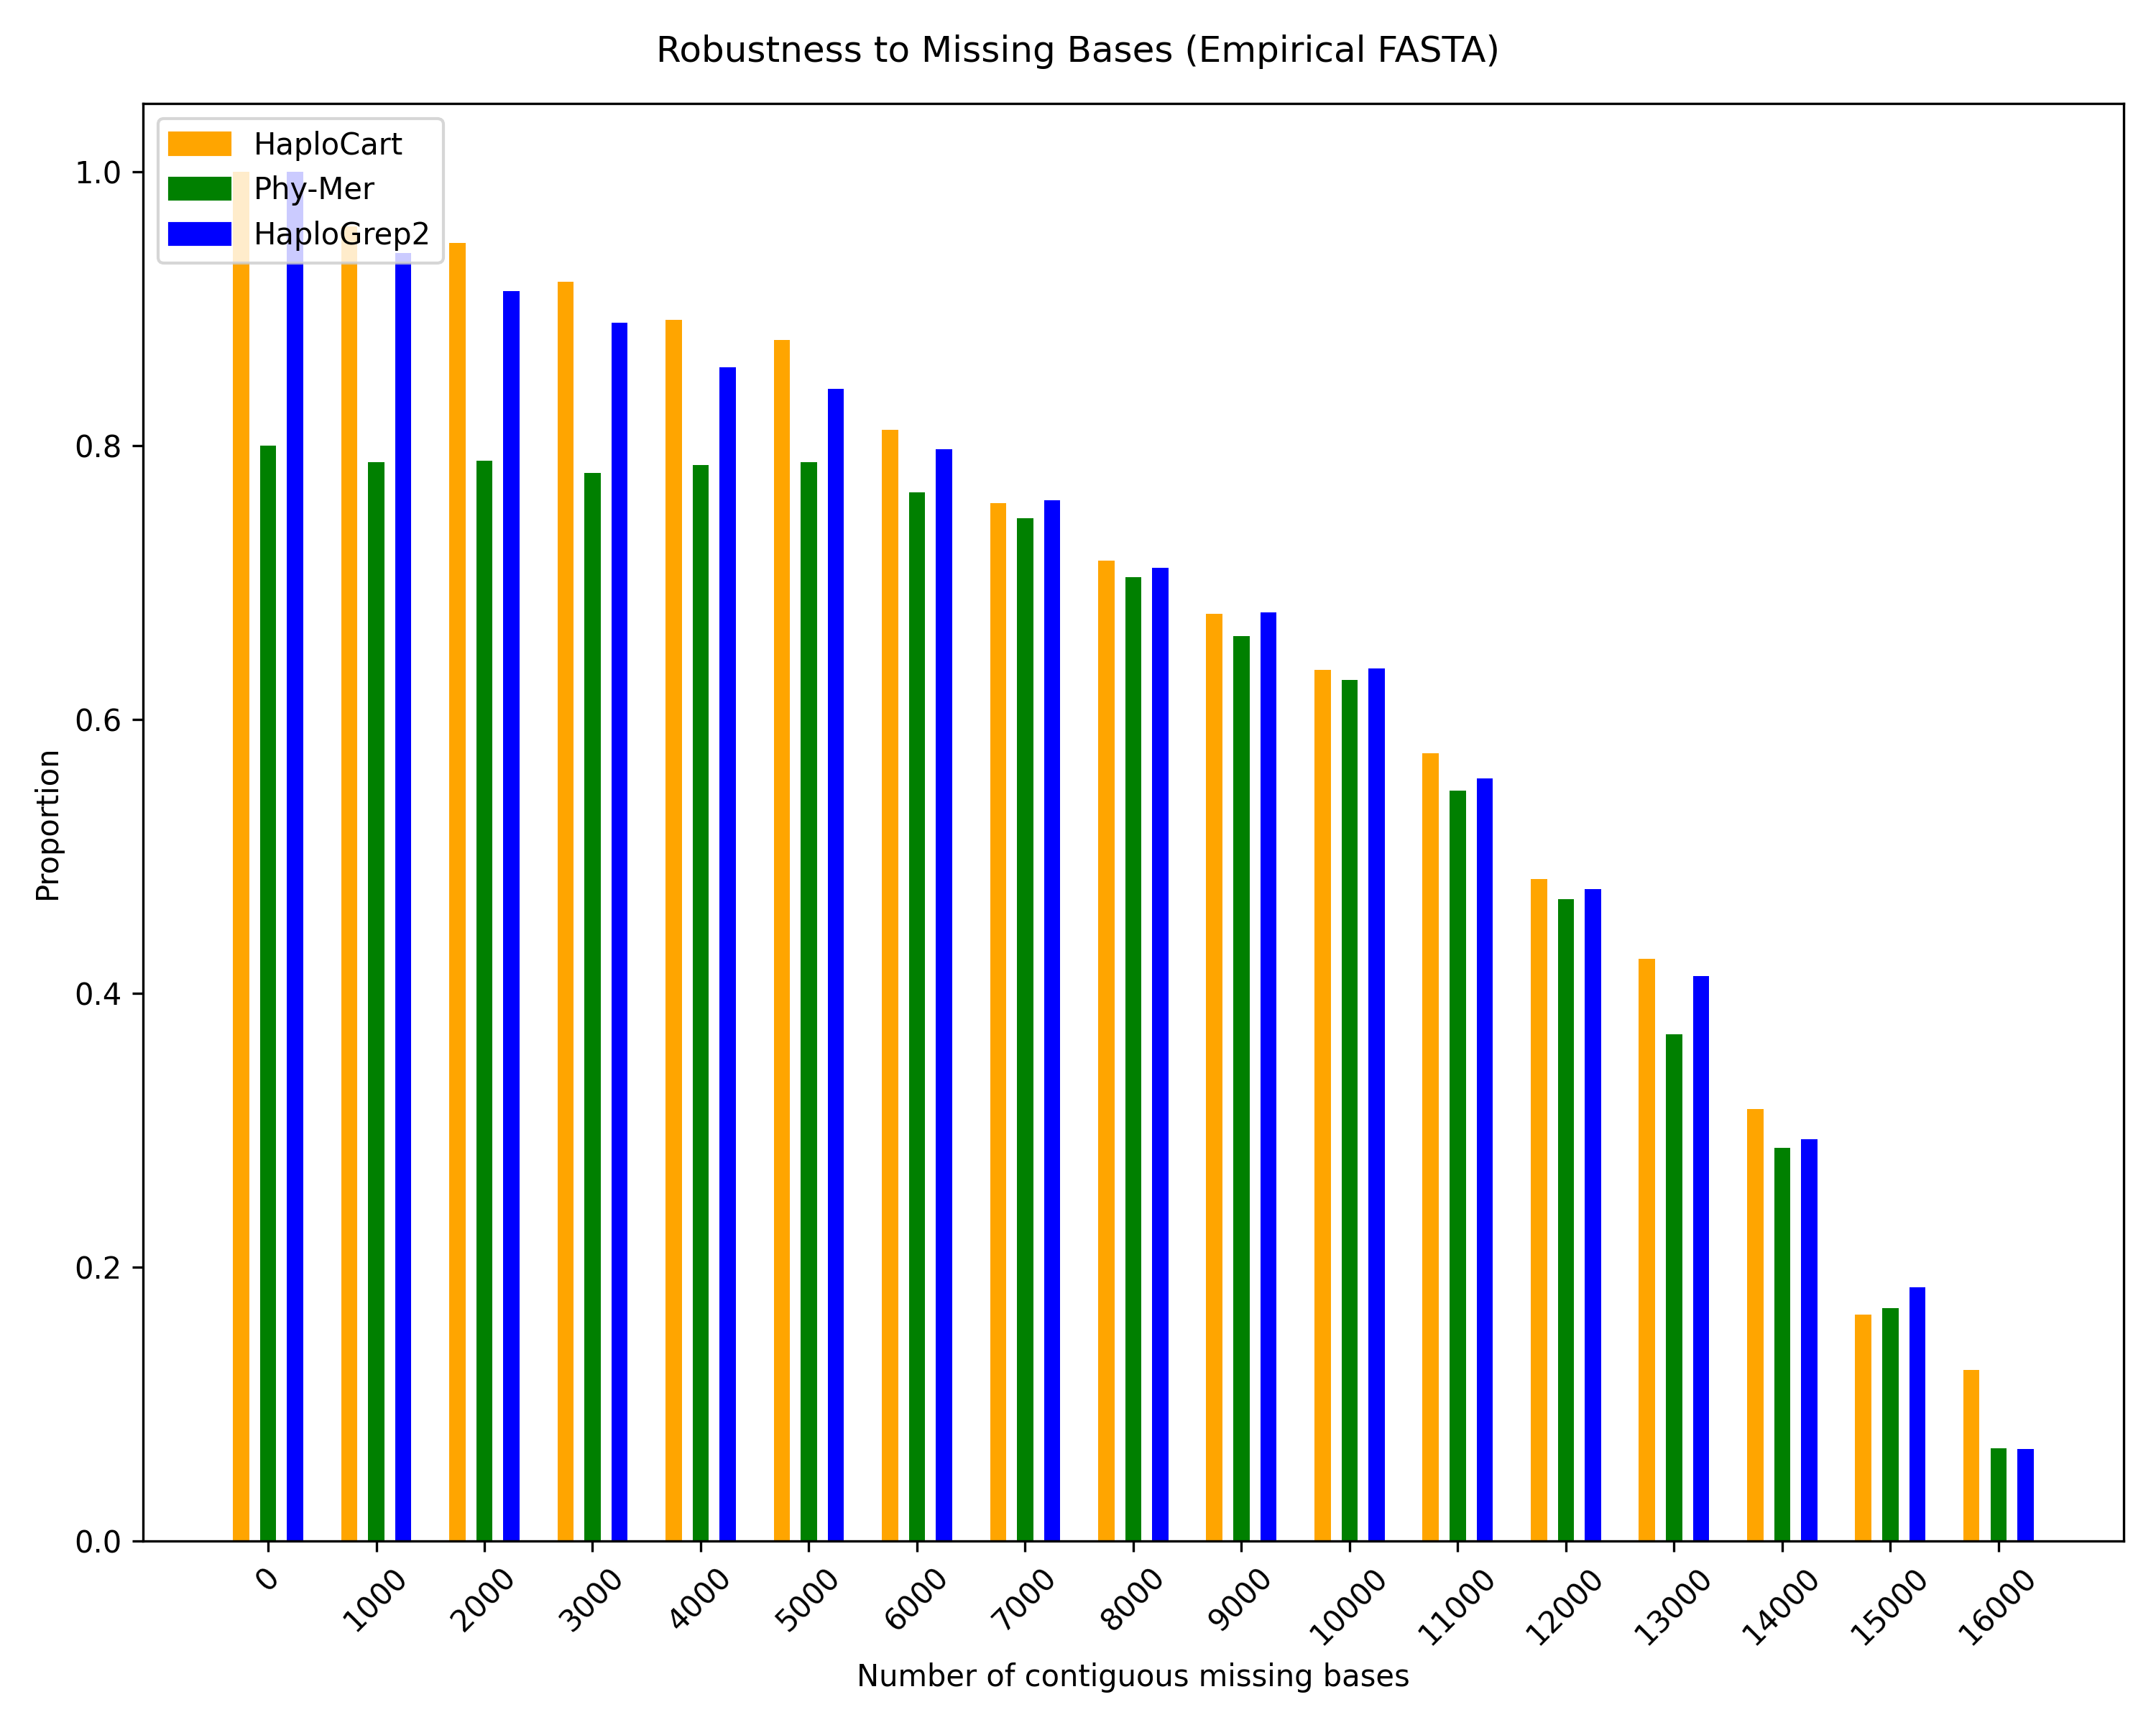 Robustness to Missing Bases (Empirical FASTA)
HaploCart
Phy-Mer
HaploGrep2
1.0
0.8
0.6
0.4
0.2
0.0
Proportion
0 1000 2000 3000 4000 5000 6000 7000 8000 9000 10000 11000 12000 13000 14000 15000 16000
Number of contiguous missing bases